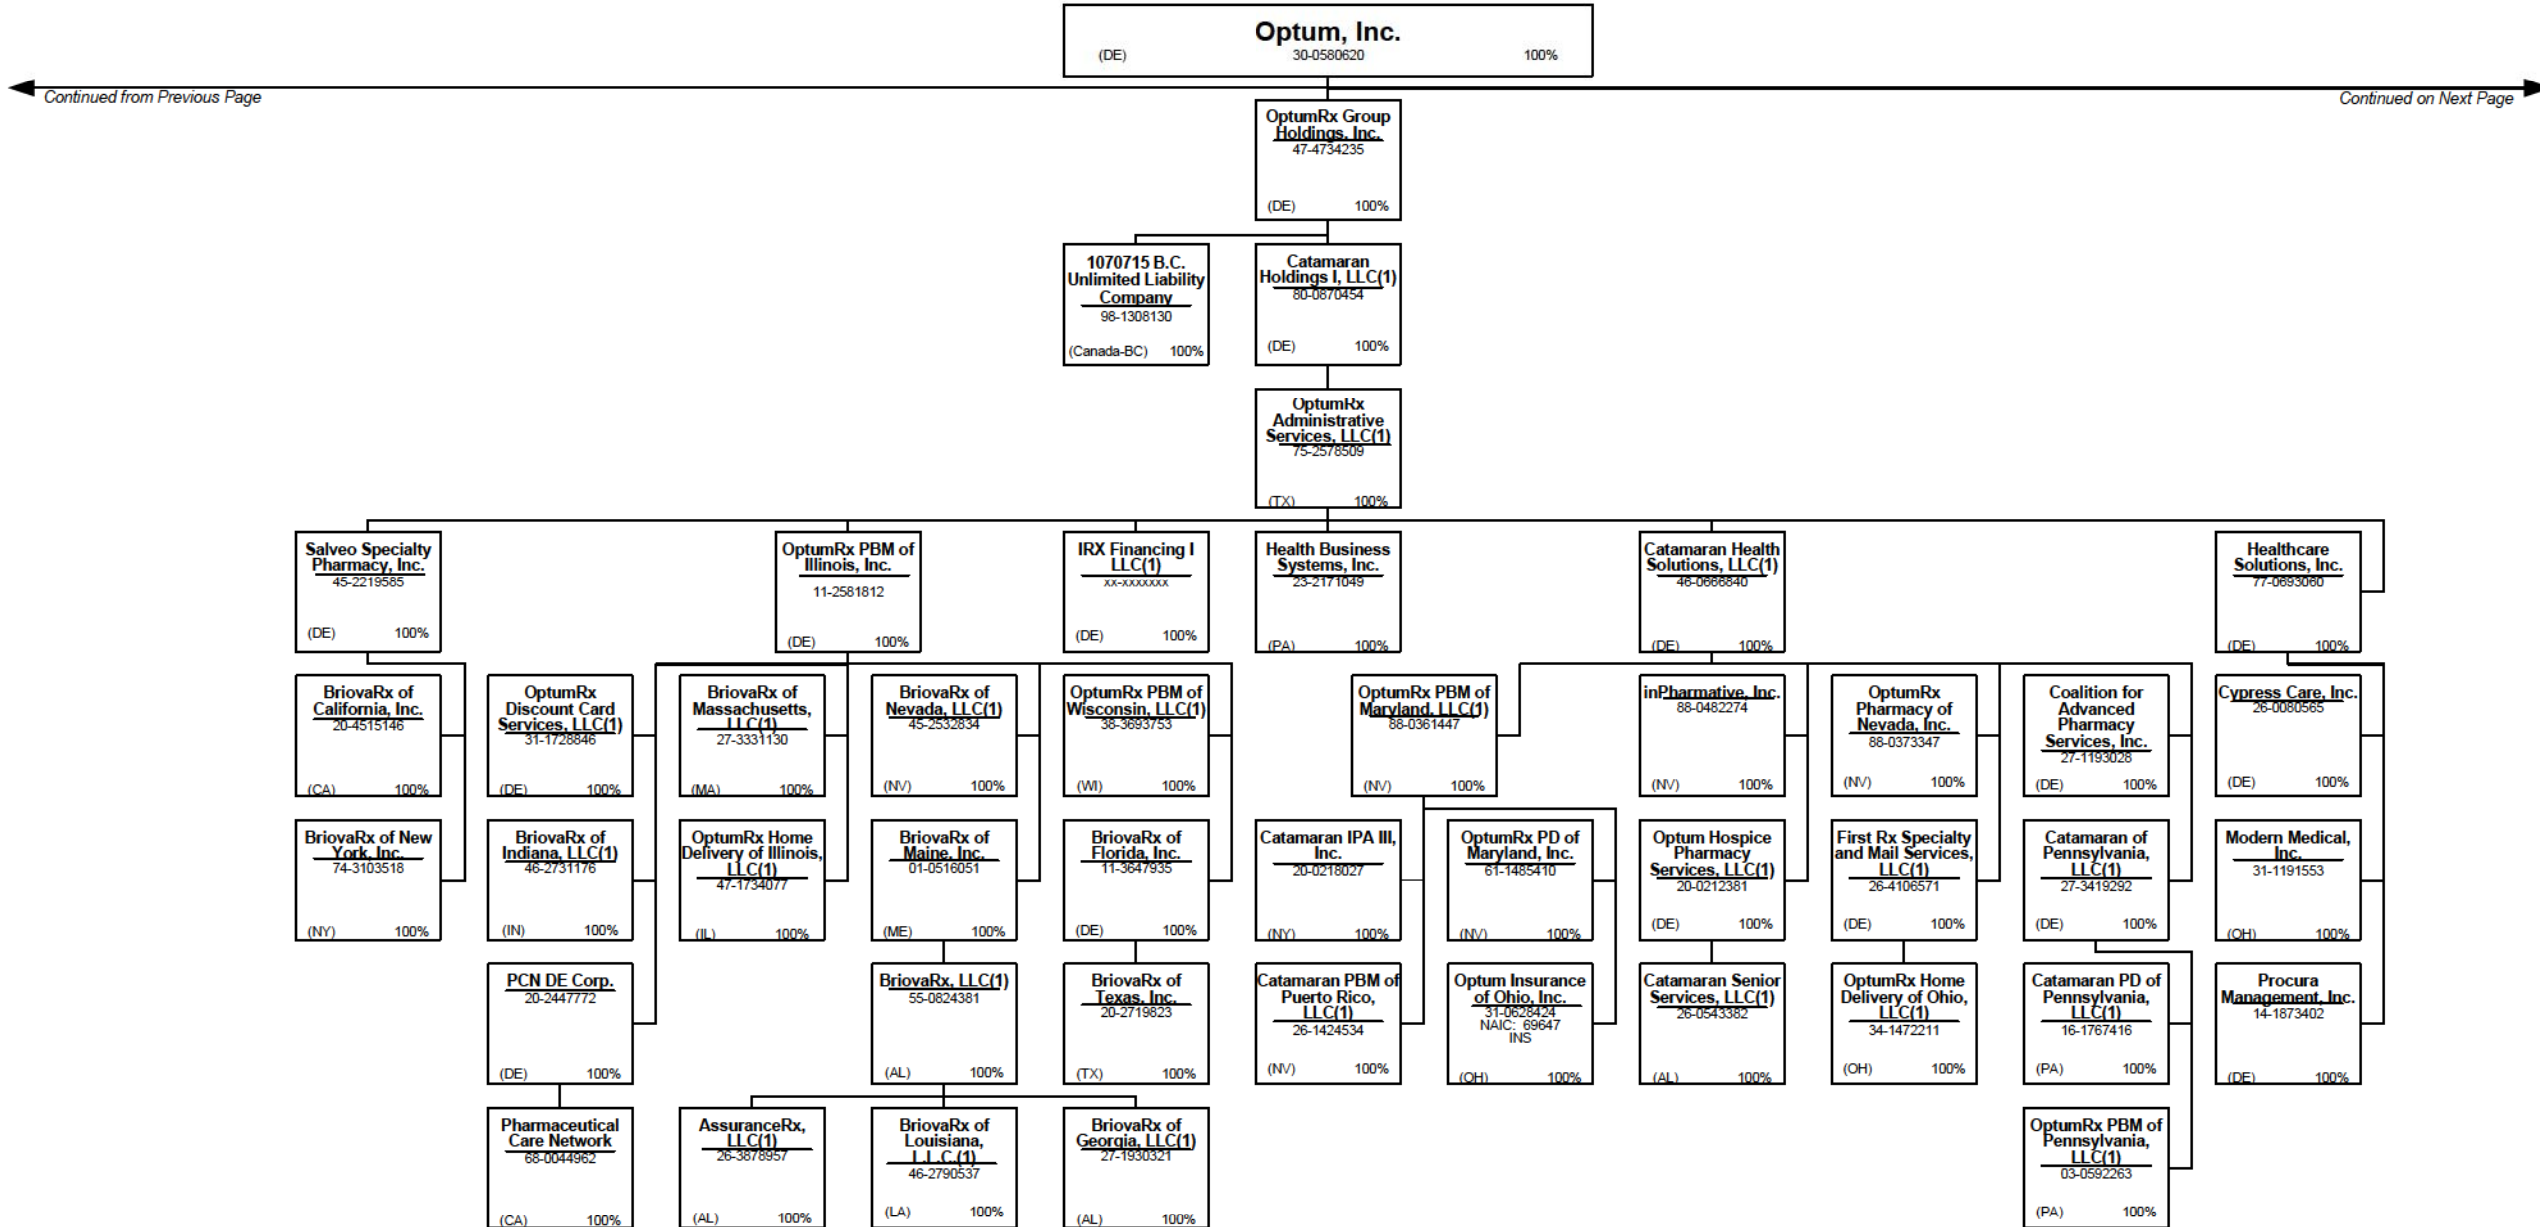 Optum, Inc.
(DE) 30-0580620 100%
Continued from Previous Page
Continued on Next Page
OptumRx Group
Holdings, Inc.
47-4734235
(DE) 100%
1070715 B.C.
Unlimited Liability
Company
98-1308130
(Canada-BC) 100%
Catamaran
Holdings I, LLC(1)
80-0870454
(DE) 100%
OptumRx
Administrative
Services, LLC(1)
75-2578509
(TX) 100%
Salveo Specialty
Pharmacy, Inc.
45-2219585
(DE) 100%
OptumRx PBM of
Illinois, Inc.
11-2581812
(DE) 100%
IRX Financing I
LLC(1)
xx-xxxxxxx
(DE) 100%
Health Business
Systems, Inc.
23-2171049
(PA) 100%
Catamaran Health
Solutions, LLC(1)
46-0666840
(DE) 100%
Healthcare
Solutions, Inc.
77-0693060
(DE) 100%
BriovaRx of
California, Inc.
20-4515146
(CA) 100%
OptumRx
Discount Card
Services, LLC(1)
31-1728846
(DE) 100%
BriovaRx of
Massachusetts,
LLC(1)
27-3331130
(MA) 100%
BriovaRx of
Nevada, LLC(1)
45-2532834
(NV) 100%
OptumRx PBM of
Wisconsin, LLC(1)
38-3693753
(WI) 100%
OptumRx PBM of
Maryland, LLC(1)
88-0361447
(NV) 100%
inPharmative, Inc.
88-0482274
(NV) 100%
OptumRx
Pharmacy of
Nevada, Inc.
88-0373347
(NV) 100%
Coalition for
Advanced
Pharmacy
Services, Inc.
27-1193028
(DE) 100%
Cypress Care, Inc.
26-0080565
(DE) 100%
BriovaRx of New
York, Inc.
74-3103518
(NY) 100%
BriovaRx of
Indiana, LLC(1)
46-2731176
(IN) 100%
OptumRx Home
Delivery of Illinois,
LLC(1)
47-1734077
(IL) 100%
BriovaRx of
Maine, Inc.
01-0516051
(ME) 100%
BriovaRx of
Florida, Inc.
11-3647935
(DE) 100%
Catamaran IPA III,
Inc.
20-0218027
(NY) 100%
OptumRx PD of
Maryland, Inc.
61-1485410
(NV) 100%
Optum Hospice
Pharmacy
Services, LLC(1)
20-0212381
(DE) 100%
First Rx Specialty
and Mail Services,
LLC(1)
26-4106571
(DE) 100%
Catamaran of
Pennsylvania,
LLC(1)
27-3419292
(DE) 100%
Modern Medical,
Inc.
31-1191553
(OH) 100%
PCN DE Corp.
20-2447772
(DE) 100%
BriovaRx, LLC(1)
55-0824381
(AL) 100%
BriovaRx of
Texas, Inc.
20-2719823
(TX) 100%
Catamaran PBM of
Puerto Rico,
LLC(1)
26-1424534
(NV) 100%
Optum Insurance
of Ohio, Inc.
31-0628424
NAIC: 69647
INS
(OH) 100%
Catamaran Senior
Services, LLC(1)
26-0543382
(AL) 100%
OptumRx Home
Delivery of Ohio,
LLC(1)
34-1472211
(OH) 100%
Catamaran PD of
Pennsylvania,
LLC(1)
16-1767416
(PA) 100%
Procura
Management, Inc.
14-1873402
(DE) 100%
Pharmaceutical
Care Network
68-0044962
(CA) 100%
AssuranceRx,
LLC(1)
26-3878957
(AL) 100%
BriovaRx of
Louisiana,
L.L.C.(1)
46-2790537
(LA) 100%
BriovaRx of
Georgia, LLC(1)
27-1930321
(AL) 100%
OptumRx PBM of
Pennsylvania,
LLC(1)
03-0592263
(PA) 100%